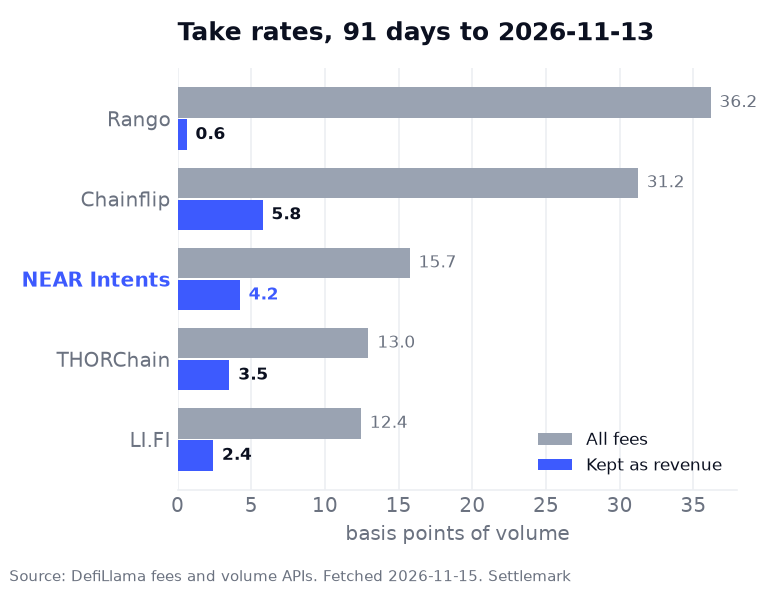 Take rates, 91 days to 2026-11-13
Rango
36.2
0.6
Chainflip
31.2
5.8
NEAR Intents
15.7
4.2
THORChain
13.0
3.5
LI.FI
12.4
2.4
All fees
Kept as revenue
0 5 10 15 20 25 30 35
basis points of volume
Source: DefiLlama fees and volume APIs. Fetched 2026-11-15. Settlemark